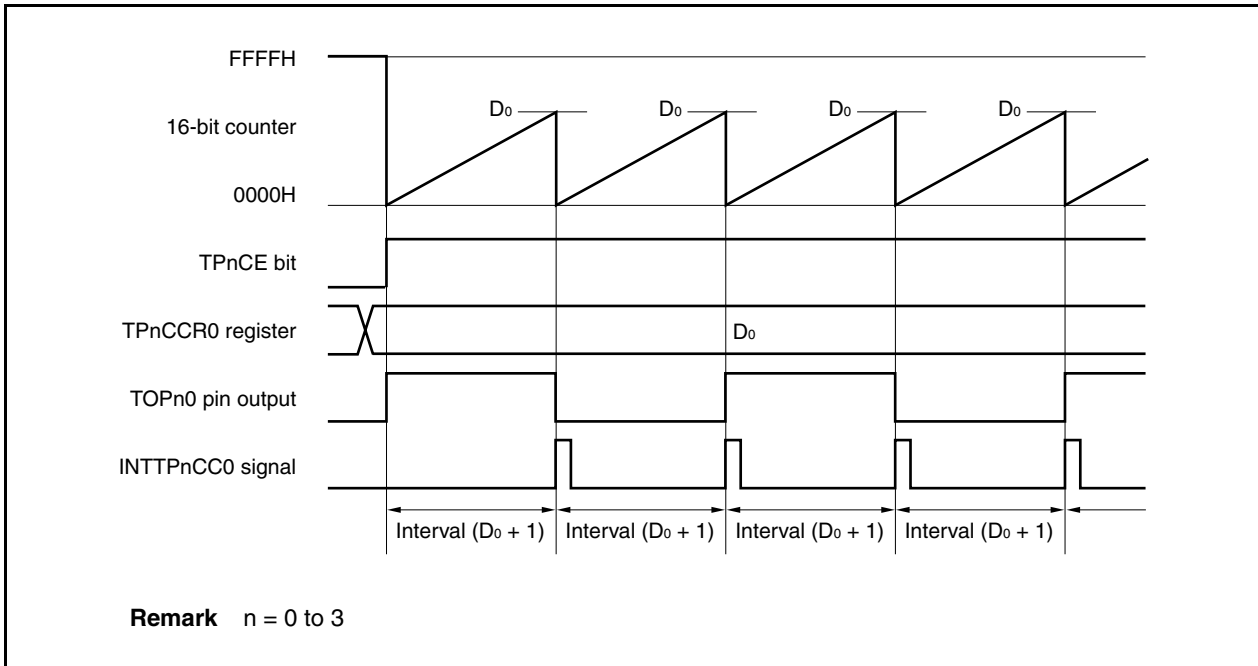 FFFFH
D0 D0 D0 D0
16-bit counter
0000H
TPnCE bit
TPnCCR0 register D0
TOPn0 pin output
INTTPnCC0 signal
Interval (D0 + 1) Interval (D0 + 1) Interval (D0 + 1) Interval (D0 + 1)
Remark n = 0 to 3